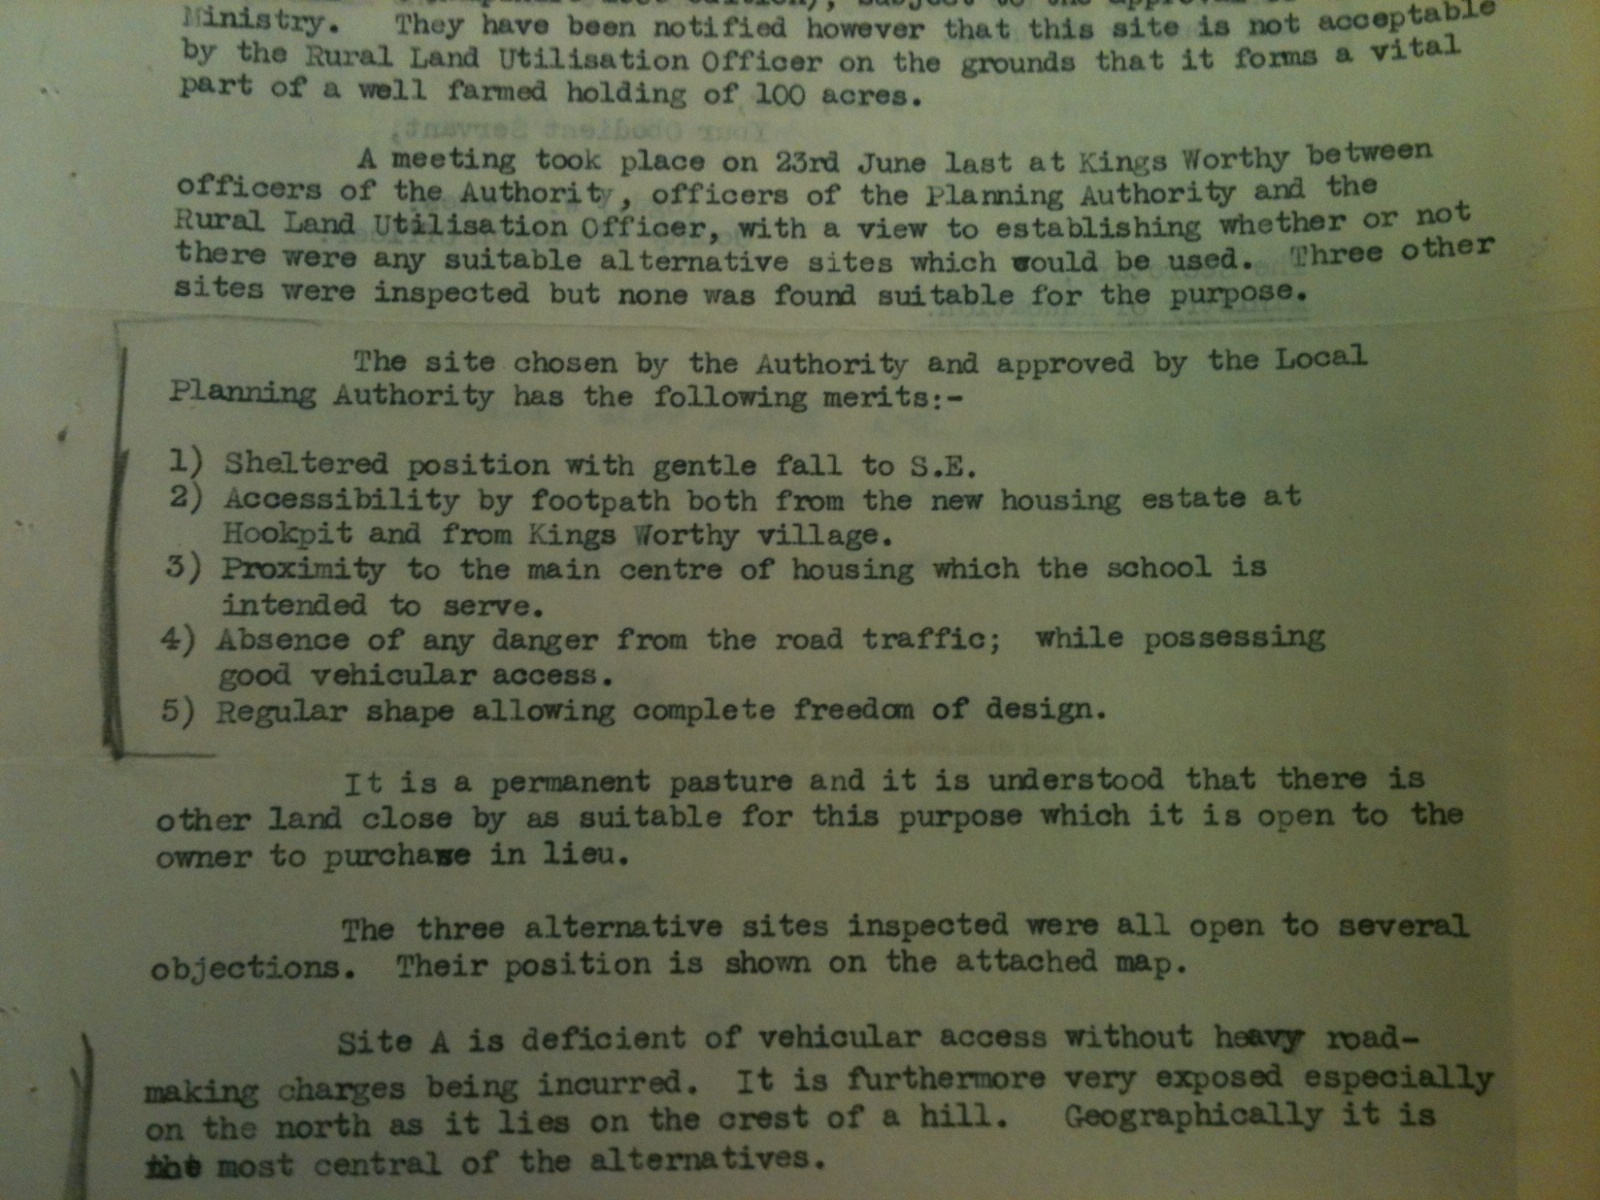 subject to the approval
Ministry. They have been notified however that this site is not acceptable
by the Rural Land Utilisation Officer on the grounds that it forms a vital
part of a well farmed holding of 100 acres.
Your Obedient Servant,
A meeting took place on 23rd June last at Kings Worthy between
officers of the Authority, officers of the Planning Authority and the
Rural Land Utilisation Officer, with a view to establishing whether or not
there were any suitable alternative sites which could be used. Three other
sites were inspected but none was found suitable for the purpose.
The site chosen by the Authority and approved by the Local
Planning Authority has the following merits:-
1) Sheltered position with gentle fall to S.E.
2) Accessibility by footpath both from the new housing estate at
Hookpit and from Kings Worthy village.
3) Proximity to the main centre of housing which the school is
intended to serve.
4) Absence of any danger from the road traffic; while possessing
good vehicular access.
5) Regular shape allowing complete freedom of design.
It is a permanent pasture and it is understood that there is
other land close by as suitable for this purpose which it is open to the
owner to purchase in lieu.
The three alternative sites inspected were all open to several
objections. Their position is shown on the attached map.
Site A is deficient of vehicular access without heavy road-
making charges being incurred. It is furthermore very exposed especially
on the north as it lies on the crest of a hill. Geographically it is
the most central of the alternatives.